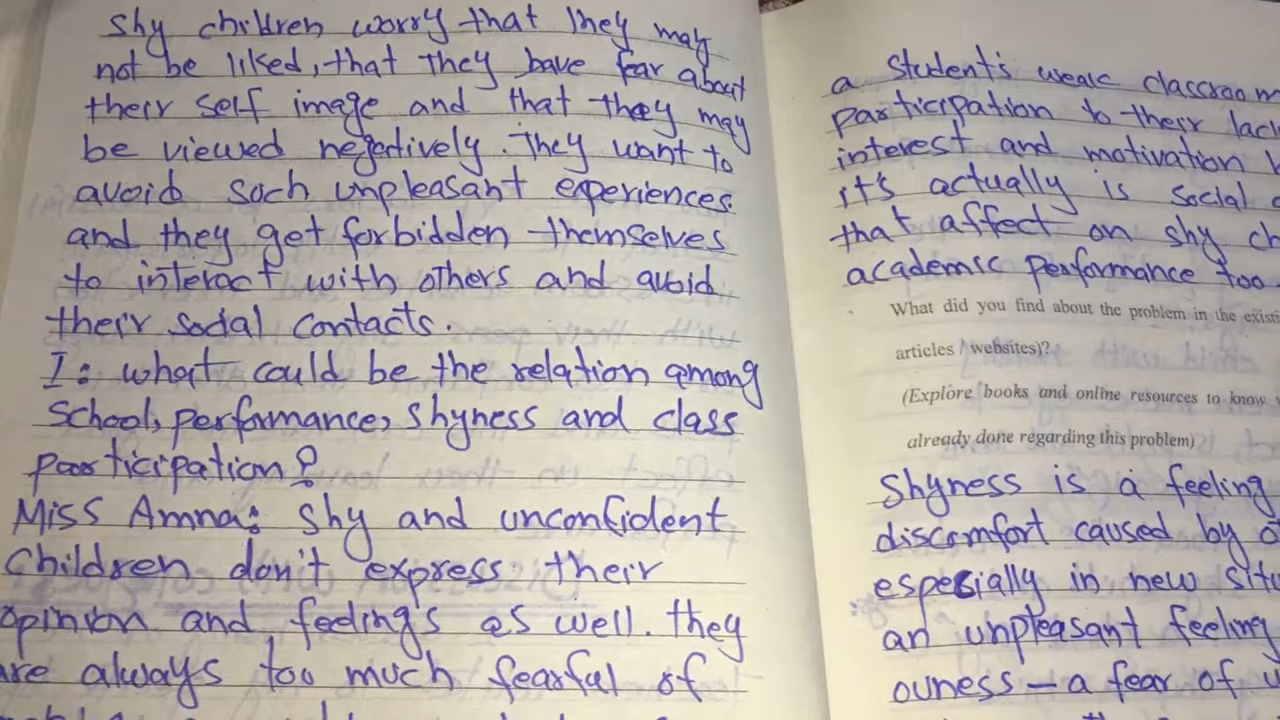 shy children worry that they may
not be liked, that they have fear about
their self image and that they may
be viewed negatively. They want to
avoid such unpleasant experiences
and they get forbidden themselves
to interact with others and avoid
their social contacts.
I: what could be the relation among
School, performance, shyness and class
participation?
Miss Amna: Shy and unconfident
Children don't express their
opinion and feelings as well. they
are always too much fearful of
a student's weak classroom
participation to their lack
interest and motivation
it's actually is social
that affect on shy
academic performance too
What did you find about the problem in the
articles / websites)?
(Explore books and online resources to know
already done regarding this problem)
Shyness is a feeling
discomfort caused by
especially in new
an unpleasant feeling
ousness - a fear of